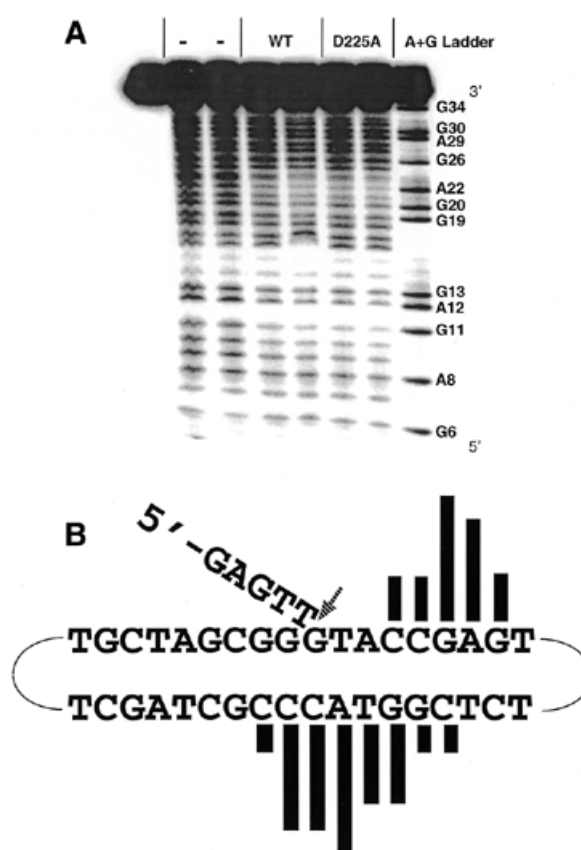 A
- - WT D225A A+G Ladder
3'
G34
G30
A29
G26
A22
G20
G19
G13
A12
G11
A8
G6
5'
B
5'-GAGTT
TGCTAGCGGGTACCGAGT
TCGATCGCCCATGGCTCT